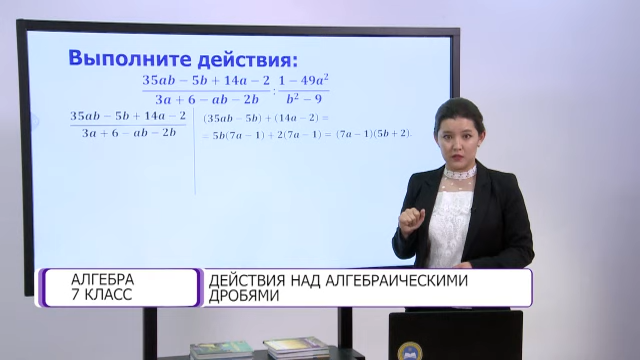 Выполните действия:
35ab − 5b + 14a − 2 / 3a + 6 − ab − 2b : 1 − 49a² / b² − 9
35ab − 5b + 14a − 2 / 3a + 6 − ab − 2b
(35ab − 5b) + (14a − 2) =
= 5b(7a − 1) + 2(7a − 1) = (7a − 1)(5b + 2).
АЛГЕБРА
7 КЛАСС
ДЕЙСТВИЯ НАД АЛГЕБРАИЧЕСКИМИ
ДРОБЯМИ